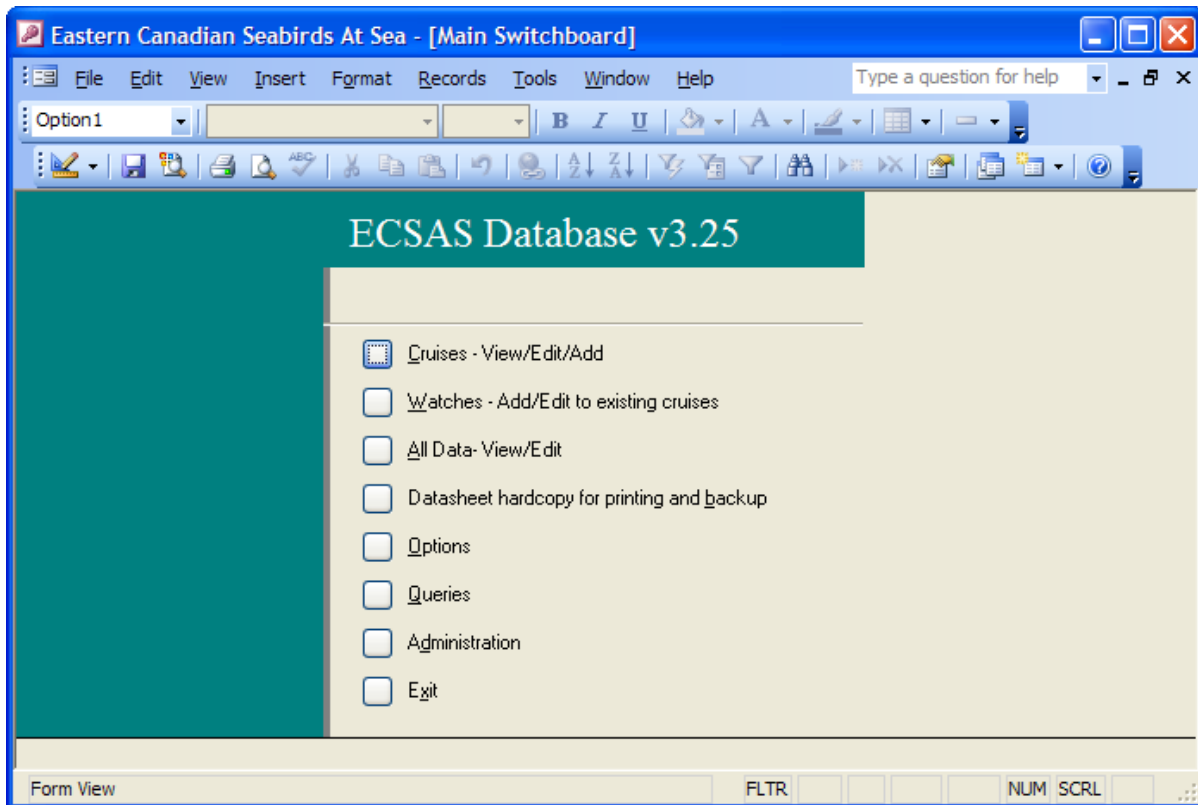 Eastern Canadian Seabirds At Sea - [Main Switchboard]
File Edit View Insert Format Records Tools Window Help Type a question for help
Option1 B I U A
ABC A Z Z A
ECSAS Database v3.25
Cruises - View/Edit/Add
Watches - Add/Edit to existing cruises
All Data- View/Edit
Datasheet hardcopy for printing and backup
Options
Queries
Administration
Exit
Form View FLTR NUM SCRL